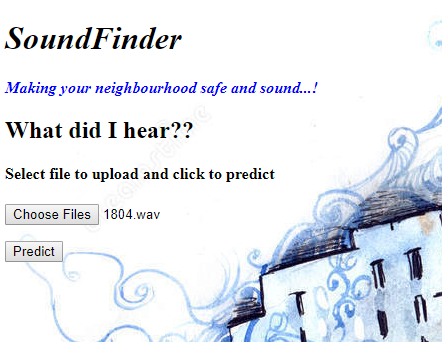 SoundFinder
Making your neighbourhood safe and sound...!
What did I hear??
Select file to upload and click to predict
Choose Files 1804.wav
Predict